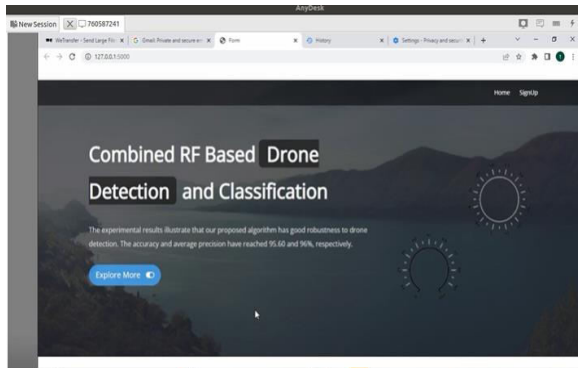 AnyDesk
New Session
760587241
WeTransfer - Send Large File
Gmail: Private and secure e
Form
History
Settings - Privacy and secur
127.0.0.1:5000
Home SignUp
Combined RF Based Drone
Detection and Classification
The experimental results illustrate that our proposed algorithm has good robustness to drone
detection. The accuracy and average precision have reached 95.60 and 96%, respectively.
Explore More